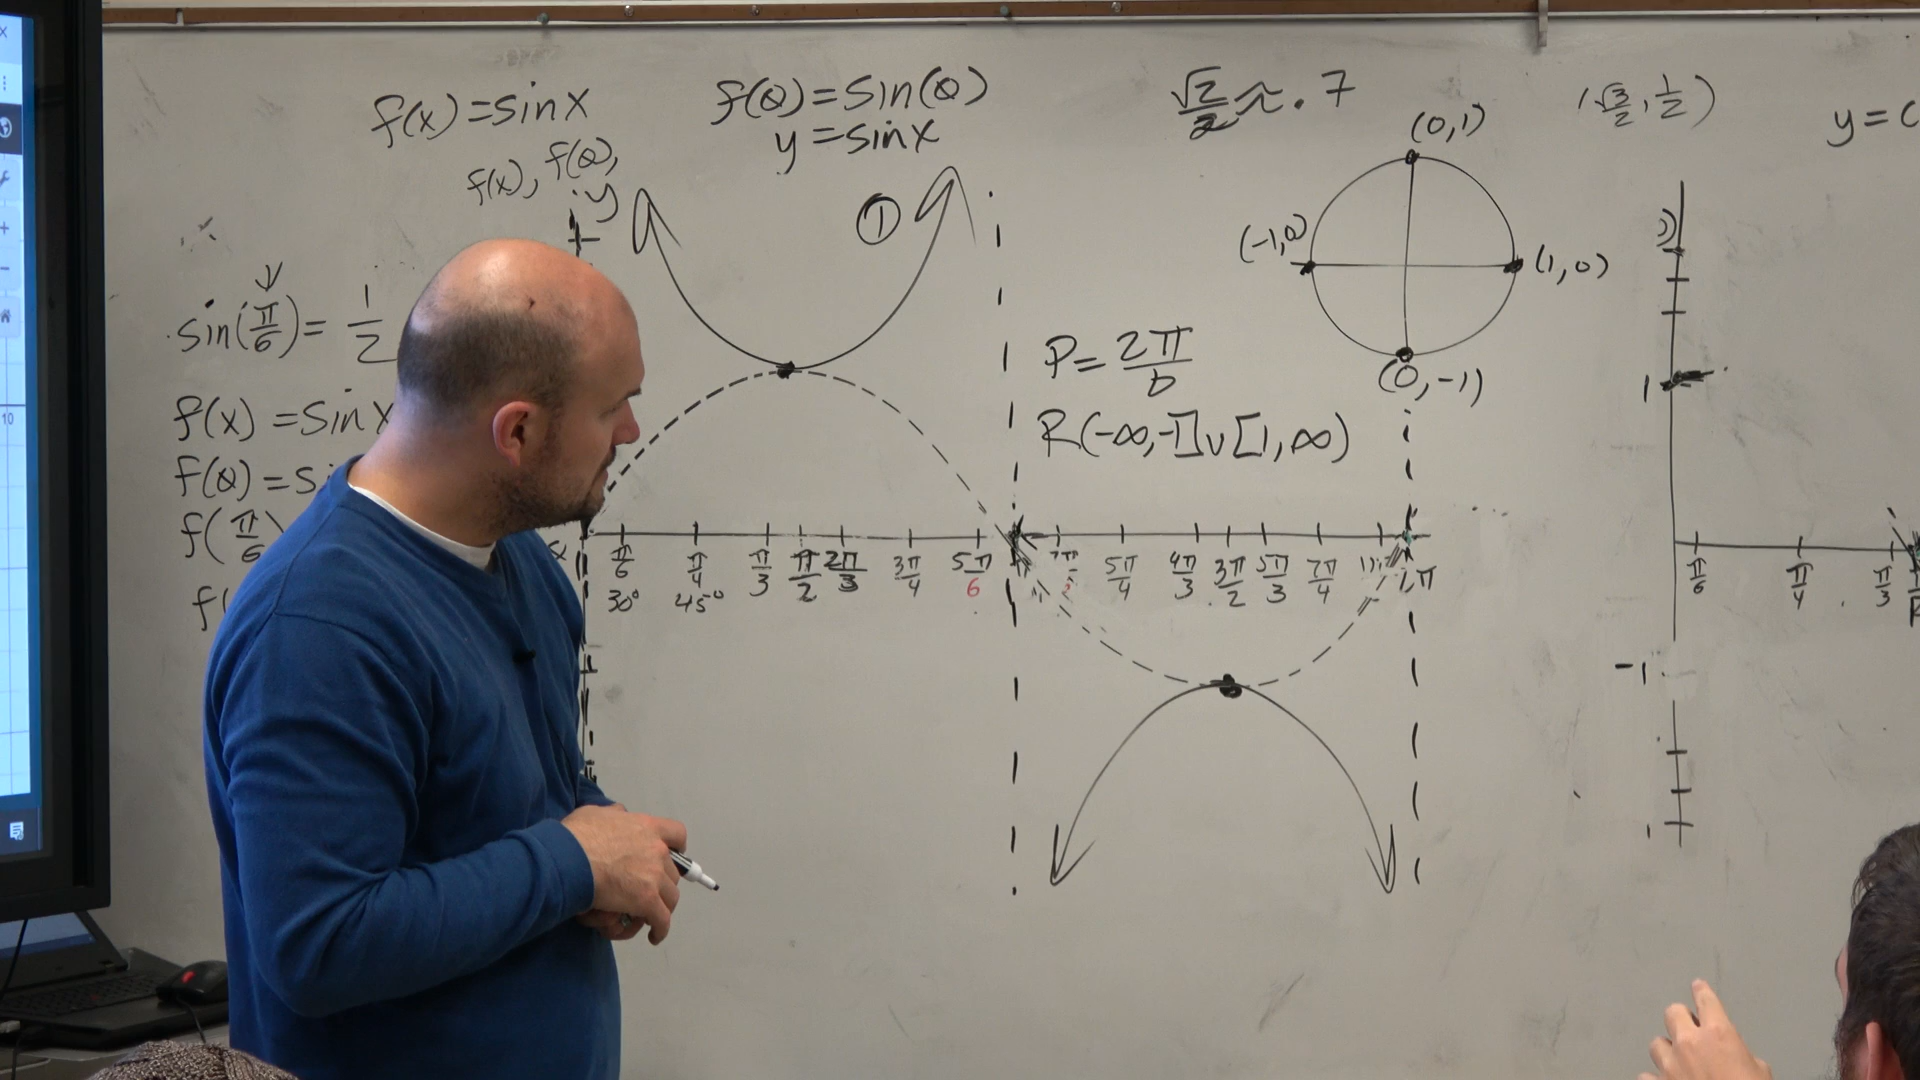 f(x) = sin x
f(θ) = sin(θ)
y = sin x
f(x), f(θ),
y
①
√2/2 ≈ .7
(√3/2, 1/2)
y =
(0,1)
(-1,0)
(1,0)
(0,-1)
sin(π/6) = 1/2
f(x) = sin x
f(θ) = s
f(π/6)
f(
P = 2π/b
R (-∞,-1] ∪ [1, ∞)
π/6 π/4 π/3 π/2 2π/3 3π/4 5π/6 π 5π/4 4π/3 3π/2 5π/3 7π/4
30° 45°
1
-1
π/6 π/4 π/3
10